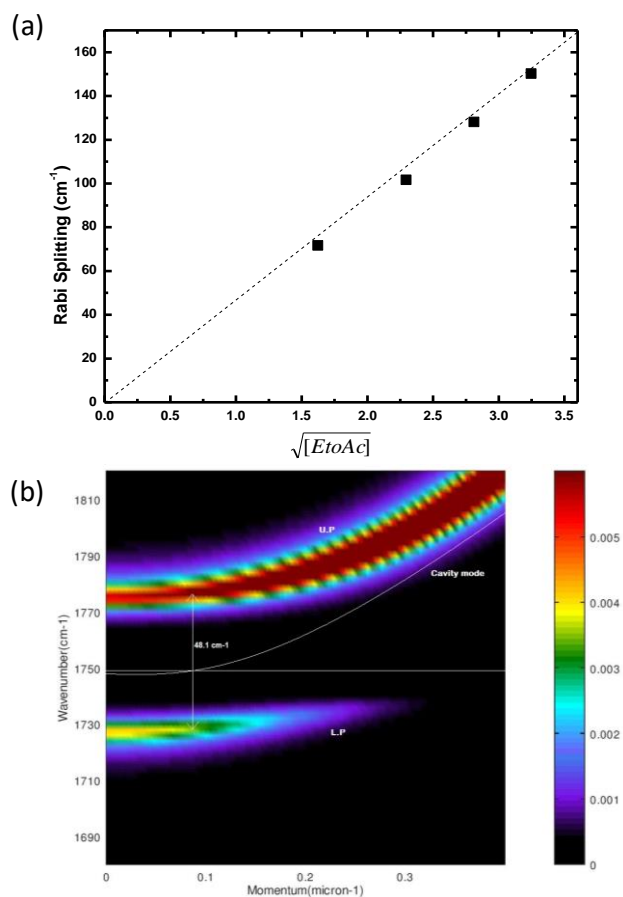 (a)
160
140
120
100
80
60
40
20
0
Rabi Splitting (cm-1)
0.0 0.5 1.0 1.5 2.0 2.5 3.0 3.5
√[EtoAc]
(b)
1810
1790
1770
1750
1730
1710
1690
Wavenumber(cm-1)
U.P
Cavity mode
48.1 cm-1
L.P
0 0.1 0.2 0.3
Momentum(micron-1)
0.005
0.004
0.003
0.002
0.001
0